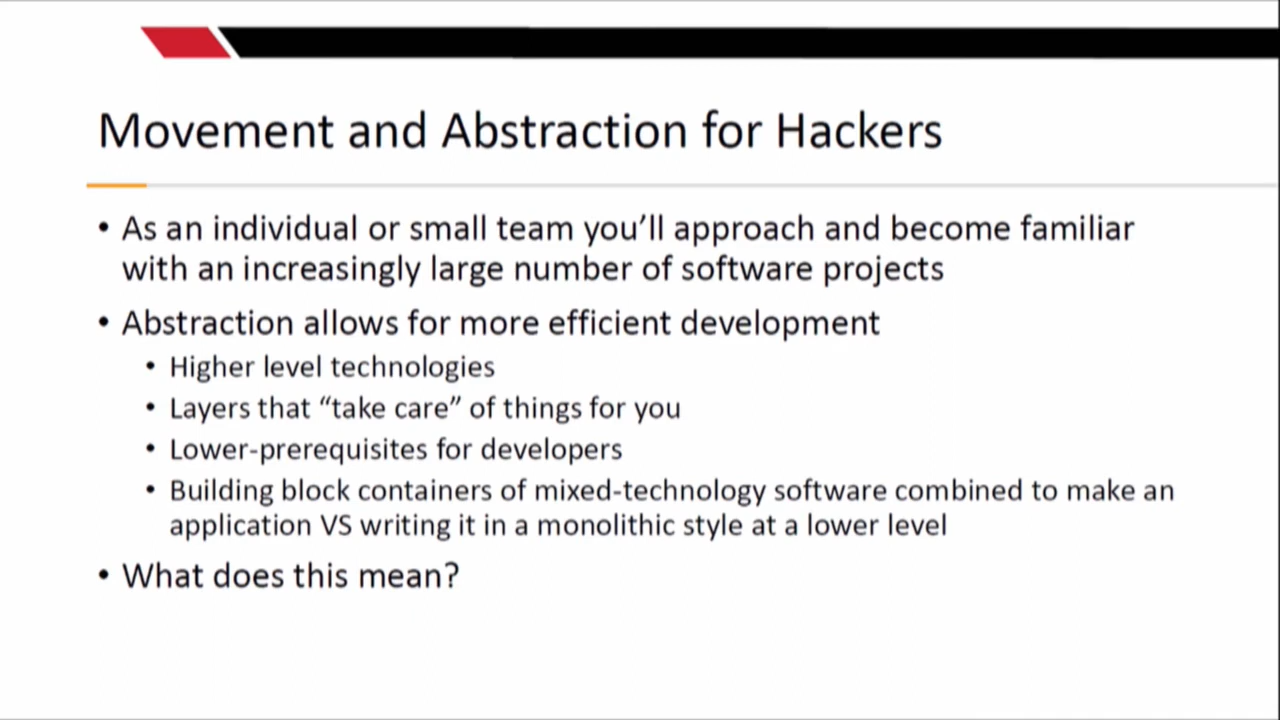 Movement and Abstraction for Hackers
• As an individual or small team you’ll approach and become familiar
with an increasingly large number of software projects
• Abstraction allows for more efficient development
• Higher level technologies
• Layers that “take care” of things for you
• Lower-prerequisites for developers
• Building block containers of mixed-technology software combined to make an
application VS writing it in a monolithic style at a lower level
• What does this mean?